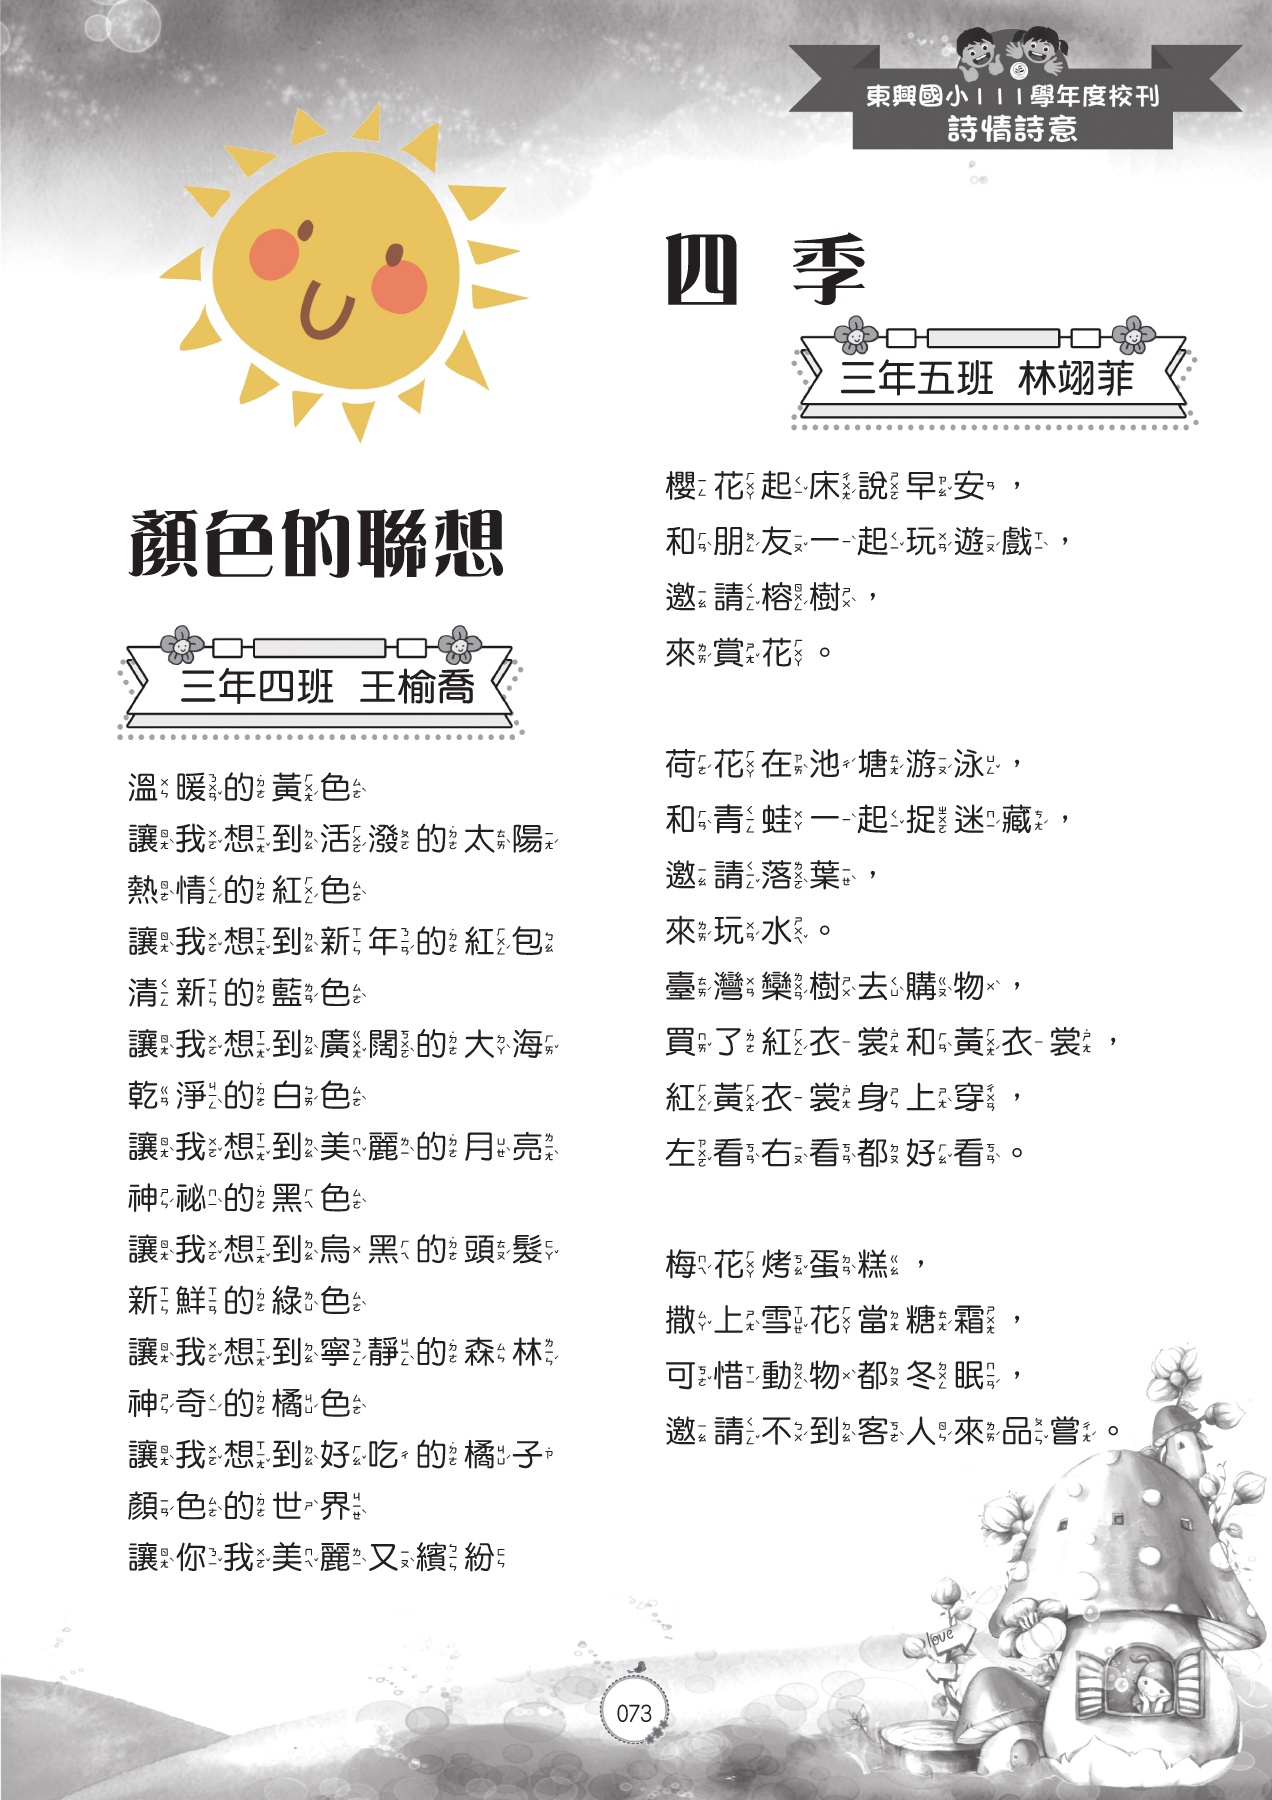 東興國小111學年度校刊
詩情詩意
顏色的聯想
三年四班 王榆喬
溫暖的黃色
讓我想到活潑的太陽
熱情的紅色
讓我想到新年的紅包
清新的藍色
讓我想到廣闊的大海
乾淨的白色
讓我想到美麗的月亮
神祕的黑色
讓我想到烏黑的頭髮
新鮮的綠色
讓我想到寧靜的森林
神奇的橘色
讓我想到好吃的橘子
顏色的世界
讓你我美麗又繽紛
四季
三年五班 林翊菲
櫻花起床說早安，
和朋友一起玩遊戲，
邀請榕樹，
來賞花。
荷花在池塘游泳，
和青蛙一起捉迷藏，
邀請落葉，
來玩水。
臺灣欒樹去購物，
買了紅衣裳和黃衣裳，
紅黃衣裳身上穿，
左看右看都好看。
梅花烤蛋糕，
撒上雪花當糖霜，
可惜動物都冬眠，
邀請不到客人來品嘗。
love
073